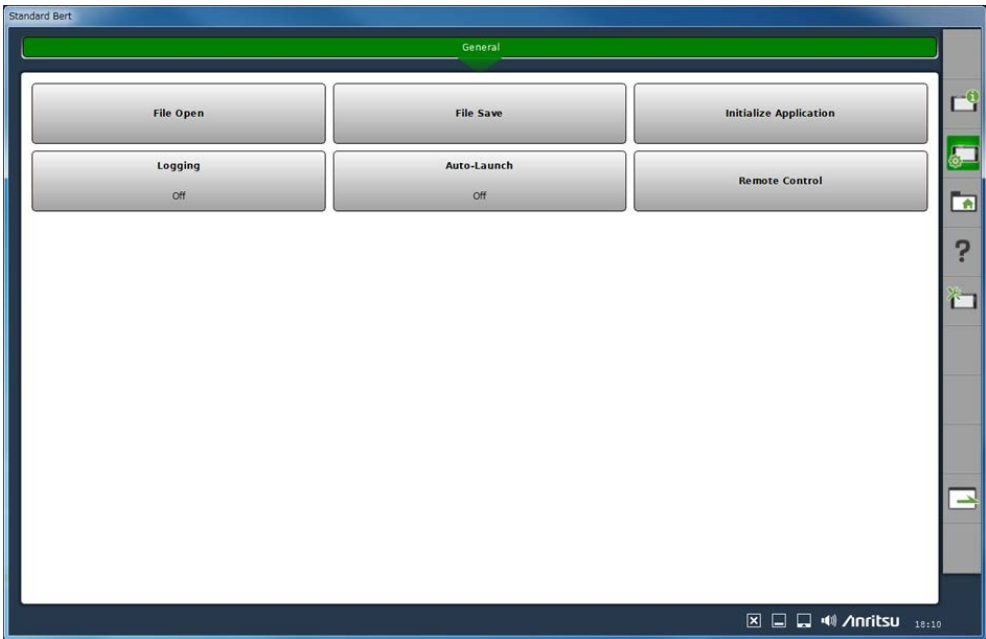 Standard Bert
General
File Open
File Save
Initialize Application
Logging
Off
Auto-Launch
Off
Remote Control
?
Anritsu
18:10